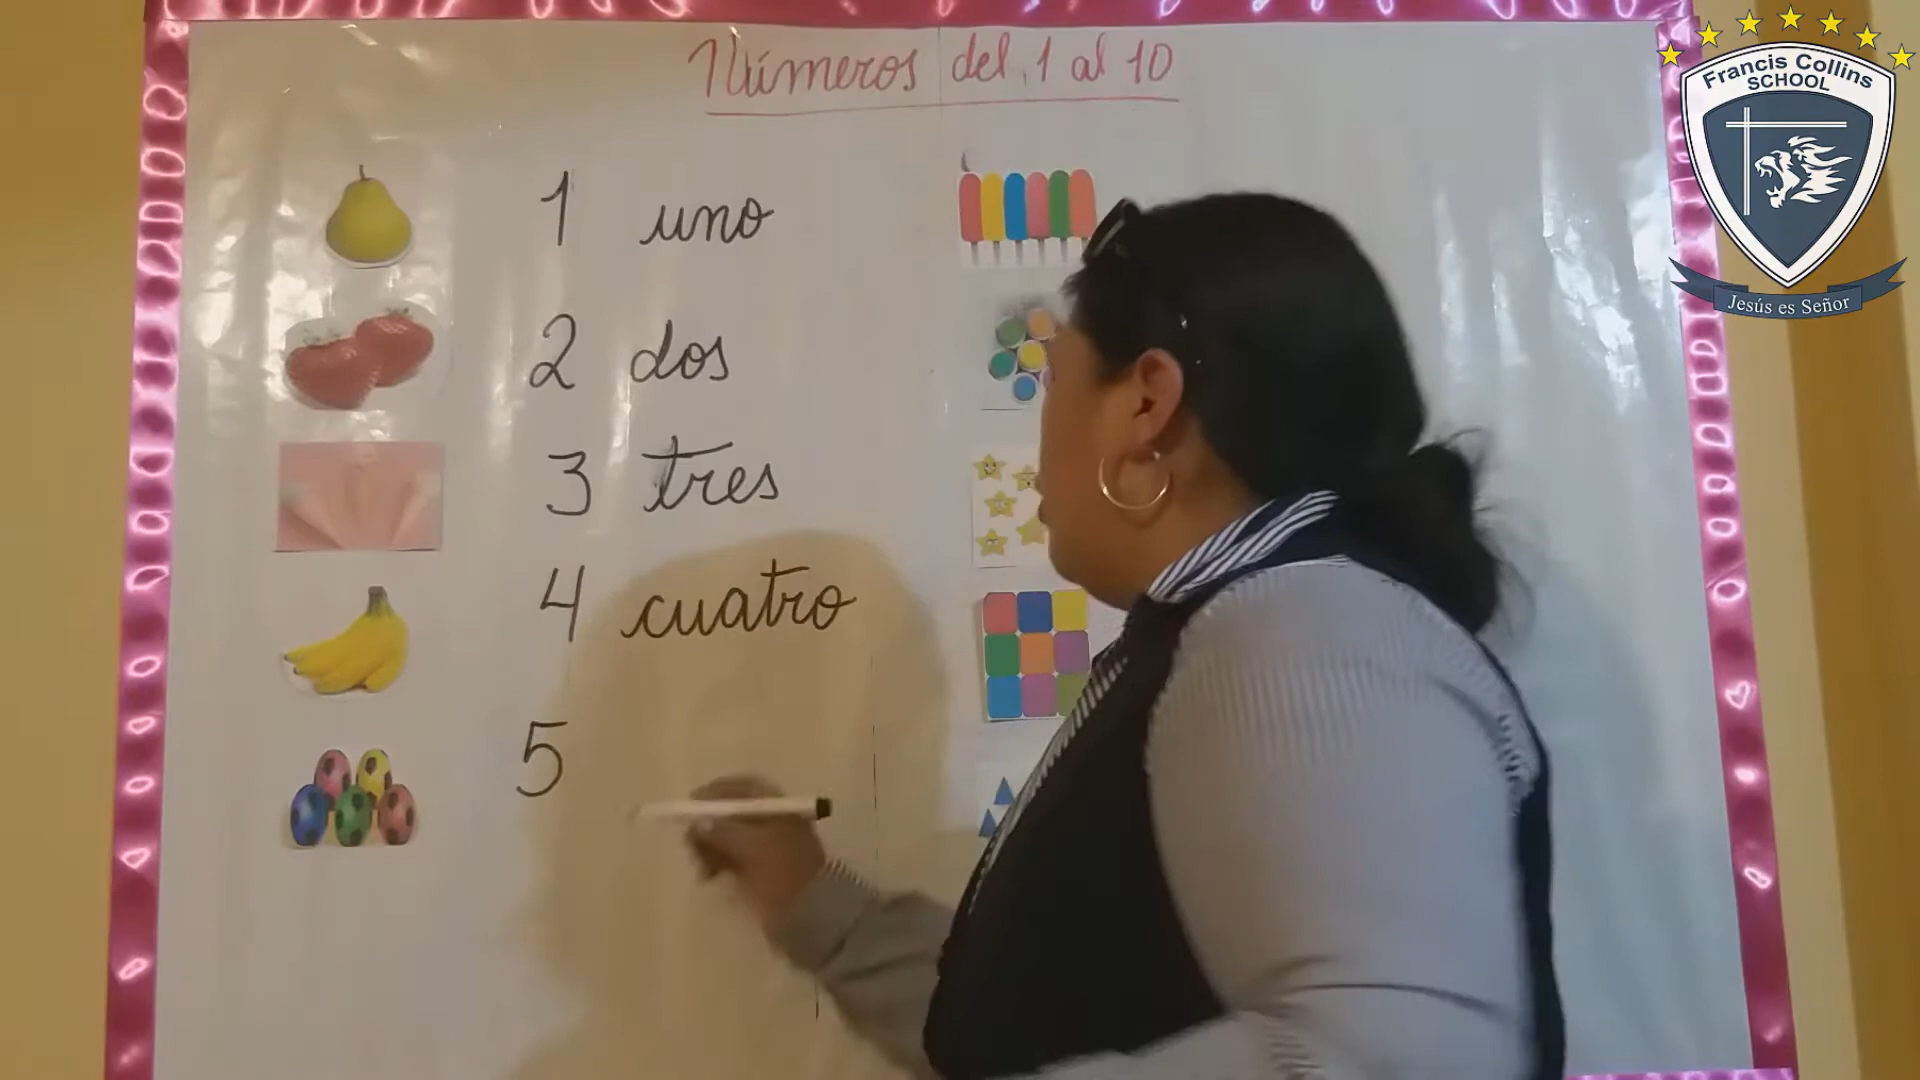 Números del 1 al 10
1 uno
2 dos
3 tres
4 cuatro
5
Francis Collins
SCHOOL
Jesús es Señor